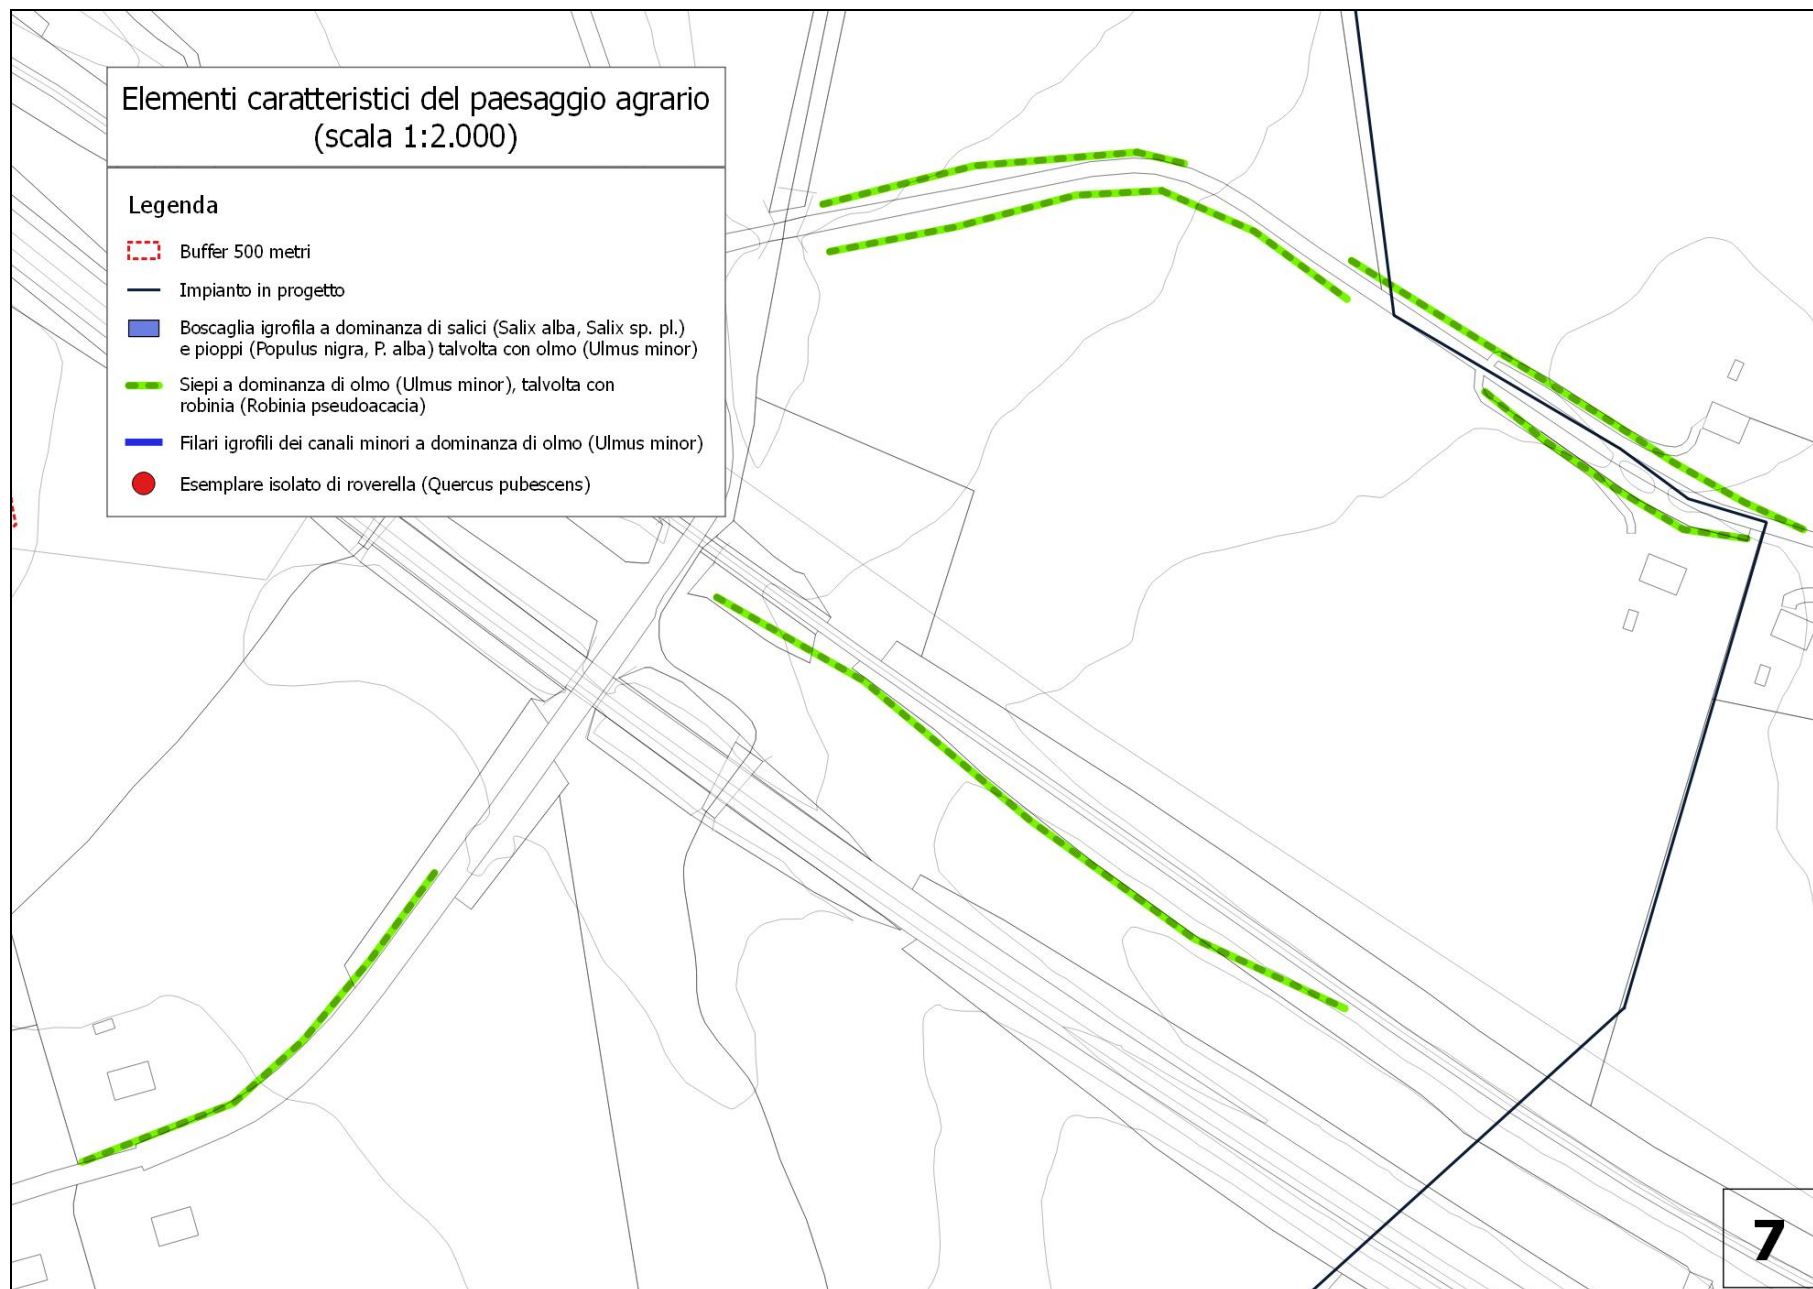 Elementi caratteristici del paesaggio agrario
(scala 1:2.000)
Legenda
Buffer 500 metri
Impianto in progetto
Boscaglia igrofila a dominanza di salici (Salix alba, Salix sp. pl.)
e pioppi (Populus nigra, P. alba) talvolta con olmo (Ulmus minor)
Siepi a dominanza di olmo (Ulmus minor), talvolta con
robinia (Robinia pseudoacacia)
Filari igrofili dei canali minori a dominanza di olmo (Ulmus minor)
Esemplare isolato di roverella (Quercus pubescens)
7